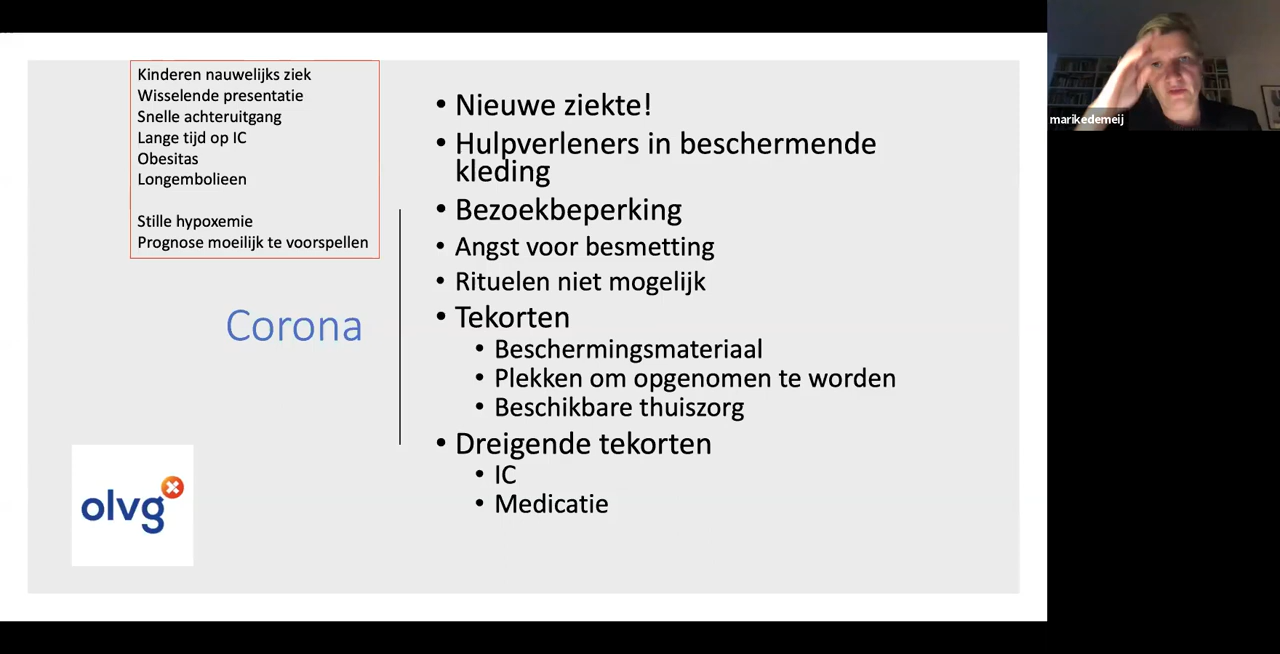 Kinderen nauwelijks ziek
Wisselende presentatie
Snelle achteruitgang
Lange tijd op IC
Obesitas
Longembolieen
Stille hypoxemie
Prognose moeilijk te voorspellen
Corona
olvg
• Nieuwe ziekte!
• Hulpverleners in beschermende
kleding
• Bezoekbeperking
• Angst voor besmetting
• Rituelen niet mogelijk
• Tekorten
• Beschermingsmateriaal
• Plekken om opgenomen te worden
• Beschikbare thuiszorg
• Dreigende tekorten
• IC
• Medicatie
marikedemeij